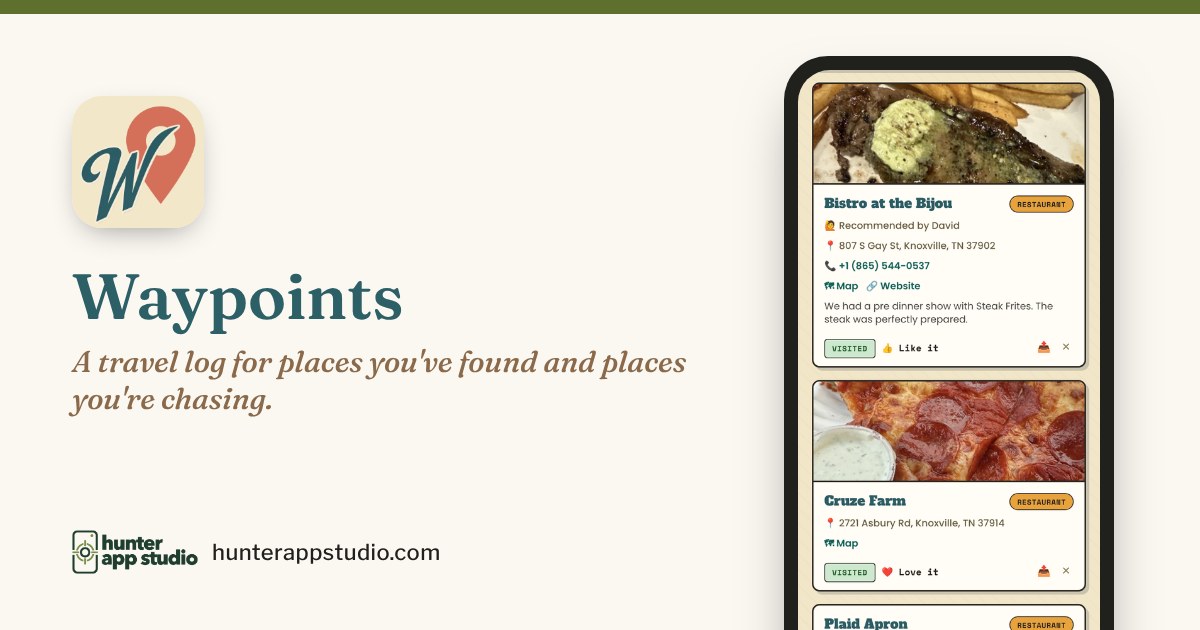 W
Waypoints
A travel log for places you've found and places
you're chasing.
hunter
app studio
hunterappstudio.com
Bistro at the Bijou
RESTAURANT
Recommended by David
807 S Gay St, Knoxville, TN 37902
+1 (865) 544-0537
Map Website
We had a pre dinner show with Steak Frites. The
steak was perfectly prepared.
VISITED Like it
Cruze Farm
RESTAURANT
2721 Asbury Rd, Knoxville, TN 37914
Map
VISITED Love it
Plaid Apron
RESTAURANT